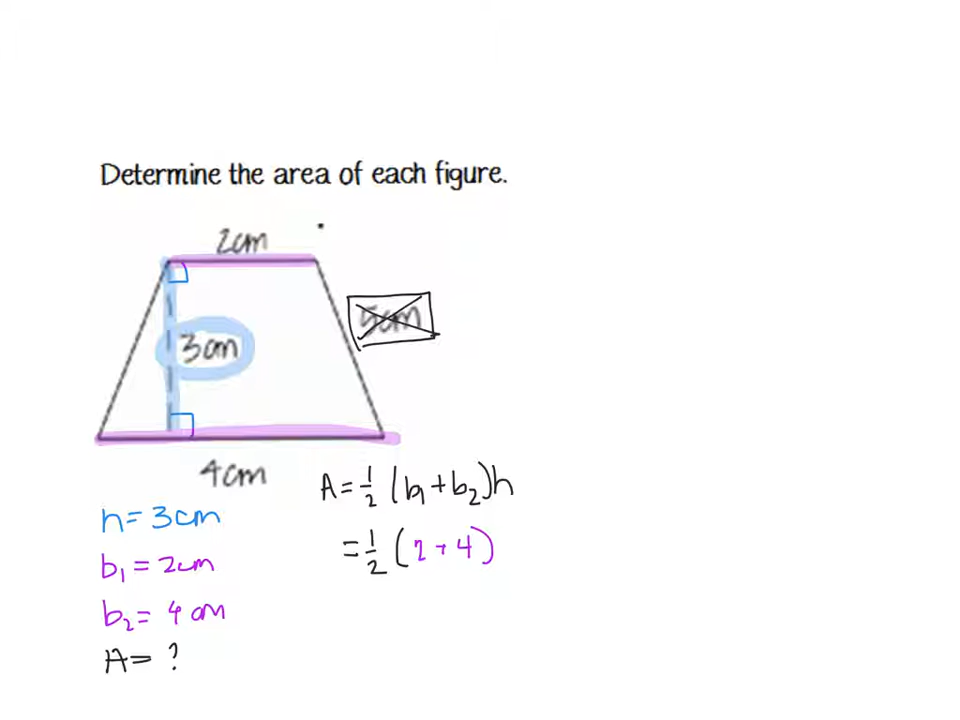 Determine the area of each figure.
2cm
5cm
3cm
4cm
A = 1/2 (b1 + b2)h
= 1/2 (2 + 4)
h = 3cm
b1 = 2cm
b2 = 4 cm
A = ?